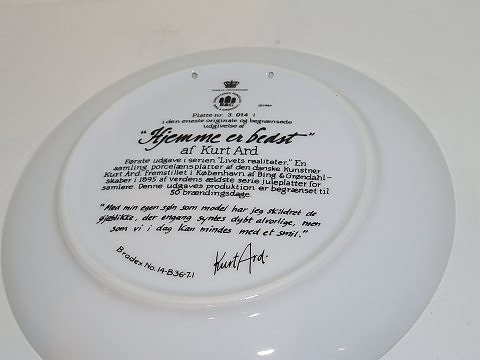 B&G
Platte nr. 3 014 i
i den eneste originale og begrænsede
udgivelse af
"Hjemme er bedst"
af Kurt Ard
Første udgave i serien "Livets realiteter." En
samling porcelænsplatter af den danske Kunstner
Kurt Ard, fremstillet i København af Bing & Grøndahl-
skaber i 1895 af Verdens ældste serie juleplatter for
samlere. Denne udgaves produktion er begrænset til
50 brændingsdage.
"Med min egen søn som model har jeg skildret de
øjeblikke, der engang syntes dybt alvorlige, men
som vi i dag kan mindes med et smil."
Bradex No. 14-B36-7.1
Kurt Ard.